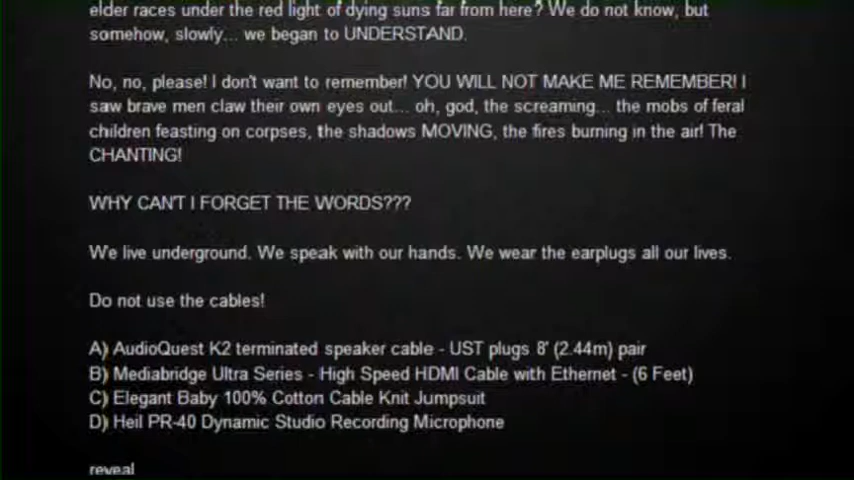 elder races under the red light of dying suns far from here? We do not know, but
somehow, slowly... we began to UNDERSTAND.
No, no, please! I don't want to remember! YOU WILL NOT MAKE ME REMEMBER! I
saw brave men claw their own eyes out... oh, god, the screaming... the mobs of feral
children feasting on corpses, the shadows MOVING, the fires burning in the air! The
CHANTING!
WHY CAN'T I FORGET THE WORDS???
We live underground. We speak with our hands. We wear the earplugs all our lives.
Do not use the cables!
A) AudioQuest K2 terminated speaker cable - UST plugs 8' (2.44m) pair
B) Mediabridge Ultra Series - High Speed HDMI Cable with Ethernet - (6 Feet)
C) Elegant Baby 100% Cotton Cable Knit Jumpsuit
D) Heil PR-40 Dynamic Studio Recording Microphone
reveal